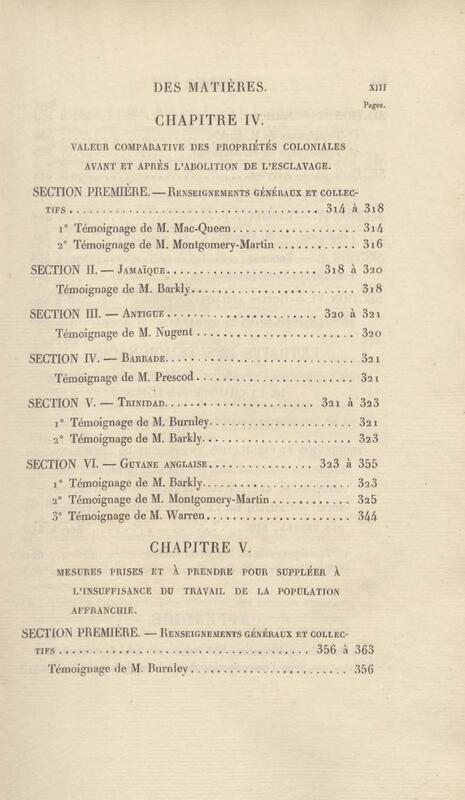 DES MATIÈRES. XIII
Pages.
CHAPITRE IV.
VALEUR COMPARATIVE DES PROPRIÉTÉS COLONIALES
AVANT ET APRÈS L'ABOLITION DE L'ESCLAVAGE.
SECTION PREMIÈRE. — RENSEIGNEMENTS GÉNÉRAUX ET COLLEC-
TIFS........................................ 314 à 318
1° Témoignage de M. Mac-Queen................... 314
2° Témoignage de M. Montgomery-Martin............ 316
SECTION II. — JAMAÏQUE........................ 318 à 320
Témoignage de M. Barkly......................... 318
SECTION III. — ANTIGUE...................... 320 à 321
Témoignage de M. Nugent......................... 320
SECTION IV. — BARBADE........................... 321
Témoignage de M. Prescod......................... 321
SECTION V. — TRINIDAD........................ 321 à 323
1° Témoignage de M. Burnley....................... 321
2° Témoignage de M. Barkly........................ 323
SECTION VI. — GUYANE ANGLAISE................ 323 à 355
1° Témoignage de M. Barkly........................ 323
2° Témoignage de M. Montgomery-Martin............ 325
3° Témoignage de M. Warren....................... 344
CHAPITRE V.
MESURES PRISES ET À PRENDRE POUR SUPPLÉER À
L'INSUFFISANCE DU TRAVAIL DE LA POPULATION
AFFRANCHIE.
SECTION PREMIÈRE. — RENSEIGNEMENTS GÉNÉRAUX ET COLLEC-
TIFS........................................ 356 à 363
Témoignage de M. Burnley........................ 356